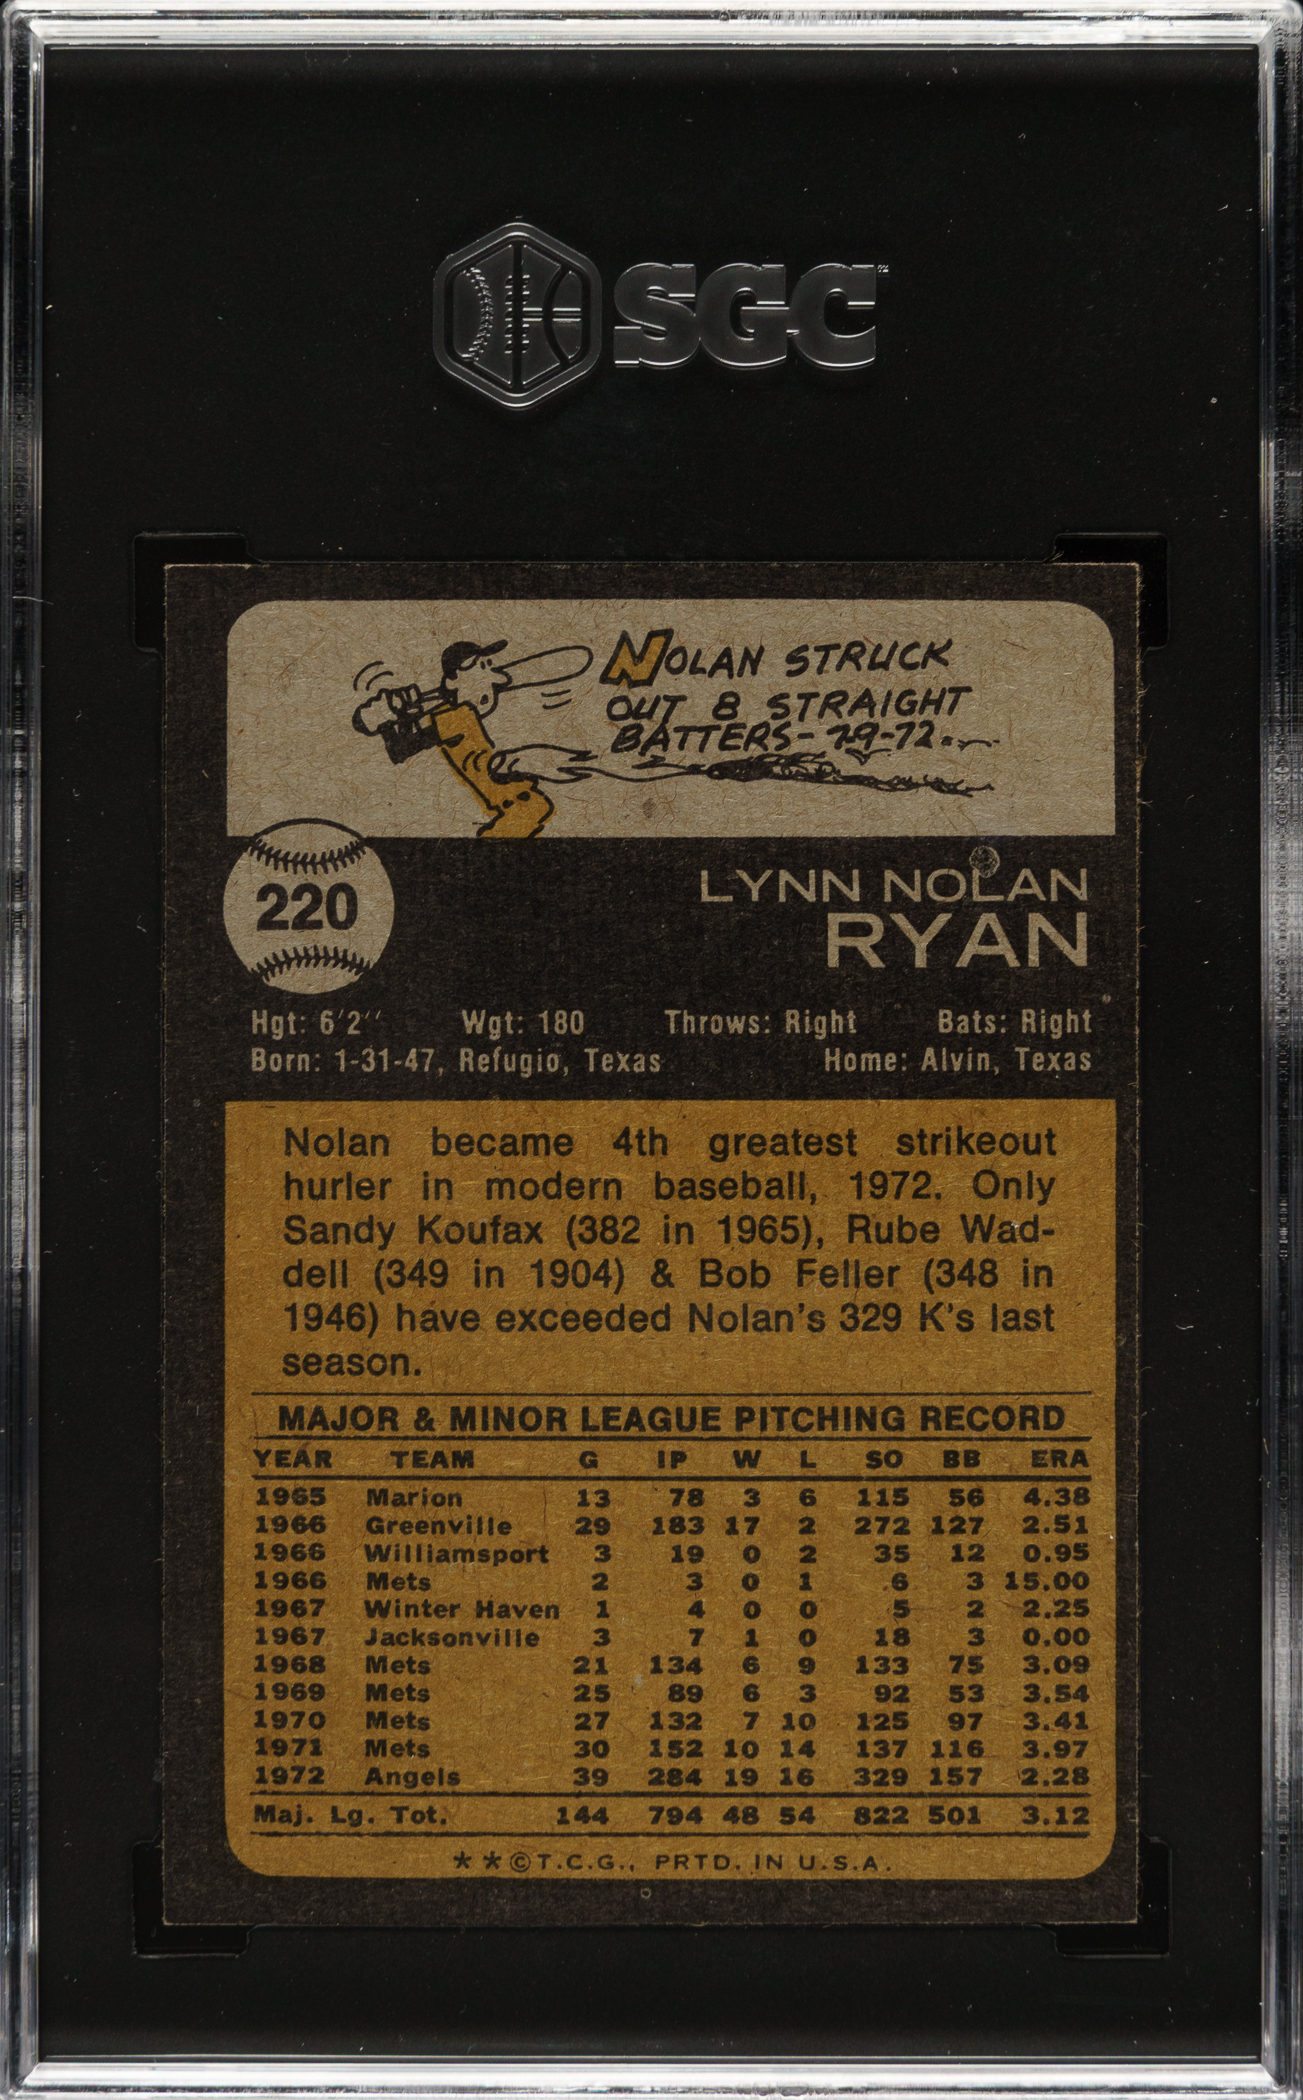 SGC
NOLAN STRUCK
OUT 8 STRAIGHT
BATTERS-7-9-72.
220
LYNN NOLAN
RYAN
Hgt: 6'2" Wgt: 180 Throws: Right Bats: Right
Born: 1-31-47, Refugio, Texas Home: Alvin, Texas
Nolan became 4th greatest strikeout
hurler in modern baseball, 1972. Only
Sandy Koufax (382 in 1965), Rube Wad-
dell (349 in 1904) & Bob Feller (348 in
1946) have exceeded Nolan's 329 K's last
season.
MAJOR & MINOR LEAGUE PITCHING RECORD
YEAR TEAM G IP W L SO BB ERA
1965 Marion 13 78 3 6 115 56 4.38
1966 Greenville 29 183 17 2 272 127 2.51
1966 Williamsport 3 19 0 2 35 12 0.95
1966 Mets 2 3 0 1 6 3 15.00
1967 Winter Haven 1 4 0 0 5 2 2.25
1967 Jacksonville 3 7 1 0 18 3 0.00
1968 Mets 21 134 6 9 133 75 3.09
1969 Mets 25 89 6 3 92 53 3.54
1970 Mets 27 132 7 10 125 97 3.41
1971 Mets 30 152 10 14 137 116 3.97
1972 Angels 39 284 19 16 329 157 2.28
Maj. Lg. Tot. 144 794 48 54 822 501 3.12
**©T.C.G., PRTD. IN U.S.A.